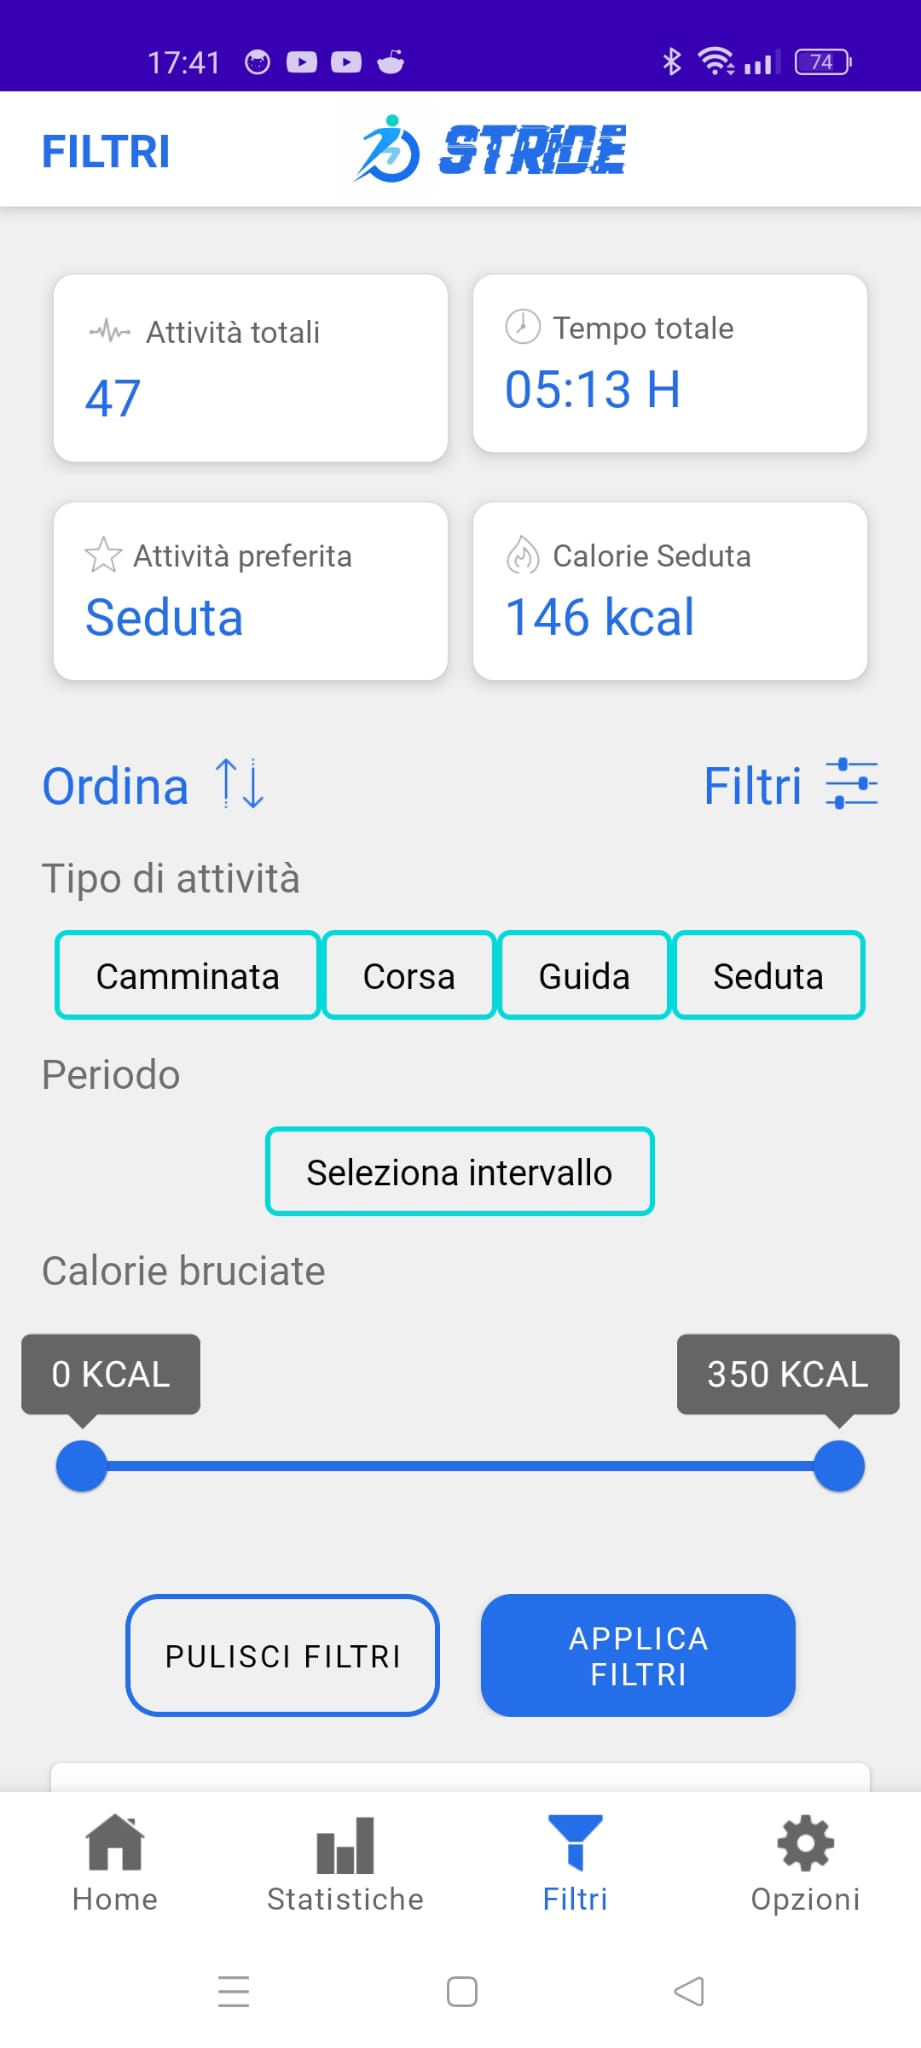 17:41
74
FILTRI
STRIDE
Attività totali
47
Tempo totale
05:13 H
Attività preferita
Seduta
Calorie Seduta
146 kcal
Ordina
Filtri
Tipo di attività
Camminata
Corsa
Guida
Seduta
Periodo
Seleziona intervallo
Calorie bruciate
0 KCAL
350 KCAL
PULISCI FILTRI
APPLICA
FILTRI
Home
Statistiche
Filtri
Opzioni